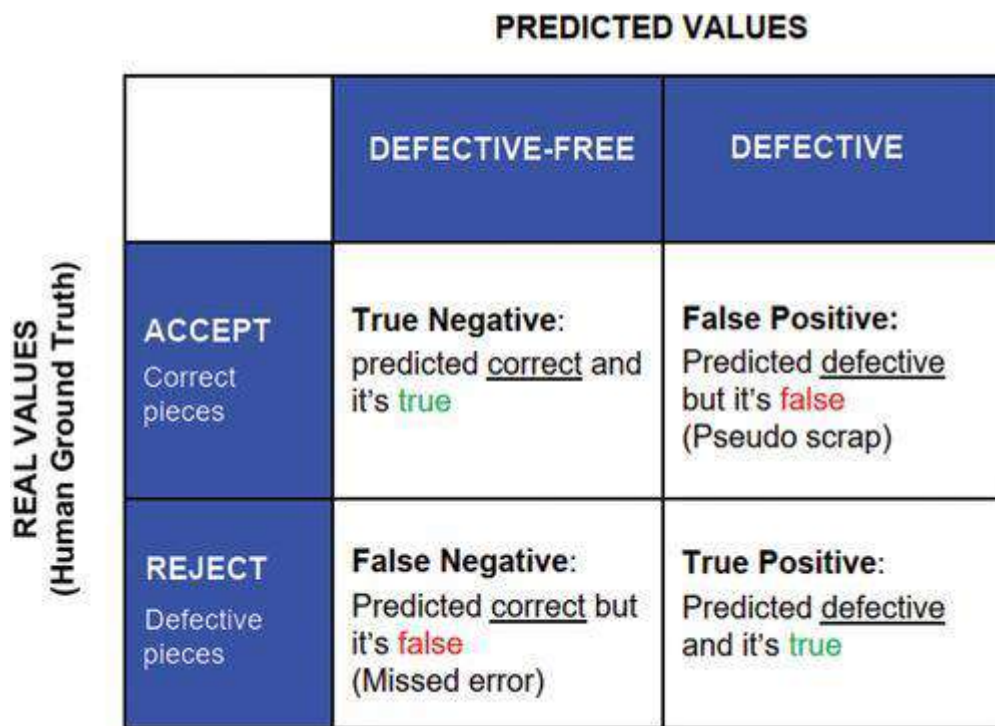 PREDICTED VALUES
DEFECTIVE-FREE
DEFECTIVE
REAL VALUES
(Human Ground Truth)
ACCEPT
Correct
pieces
True Negative:
predicted correct and
it's true
False Positive:
Predicted defective
but it's false
(Pseudo scrap)
REJECT
Defective
pieces
False Negative:
Predicted correct but
it's false
(Missed error)
True Positive:
Predicted defective
and it's true